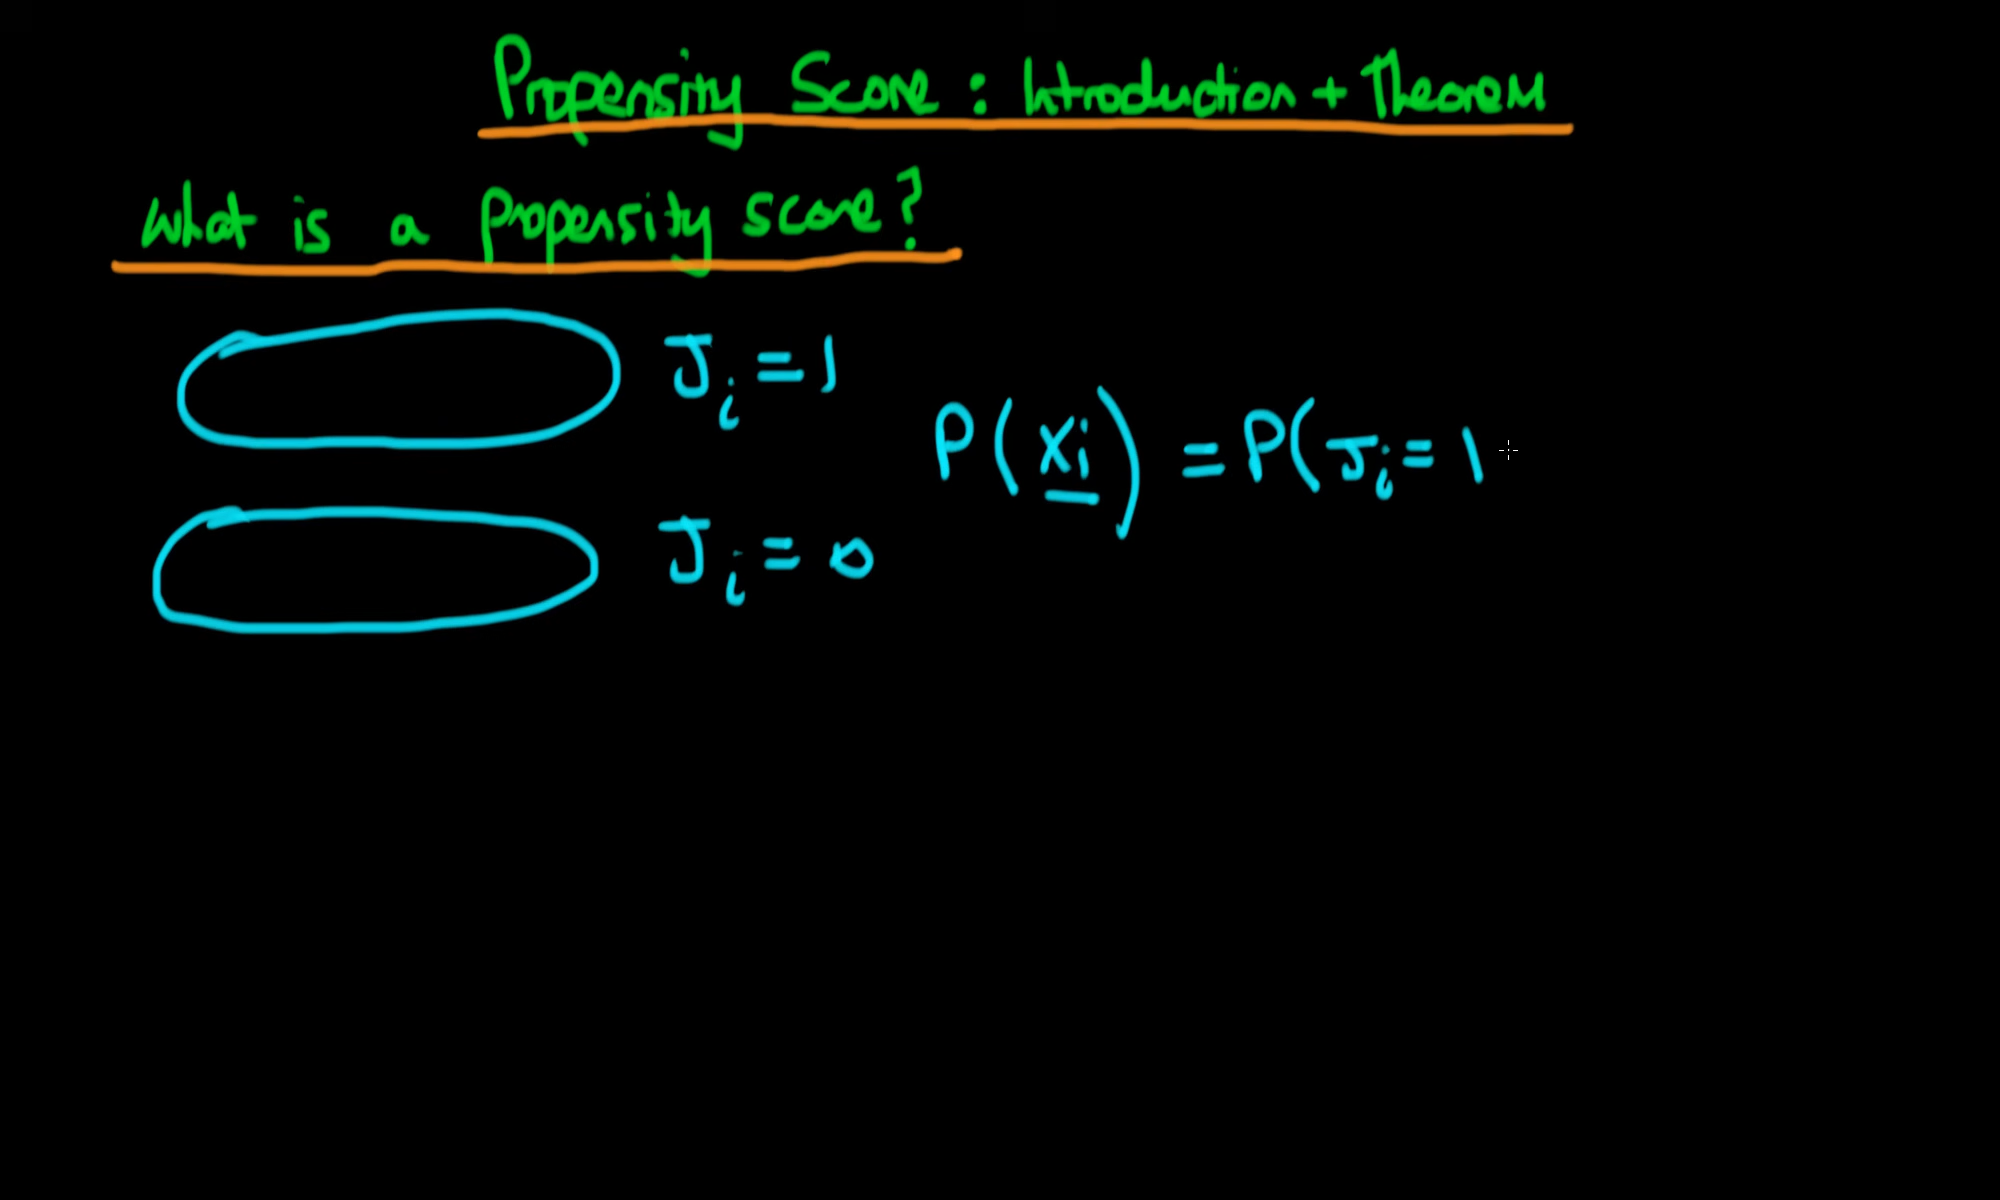 Propensity Score: Introduction + Theorem
What is a propensity score?
J_i = 1
P(X_i) = P(J_i = 1
J_i = 0